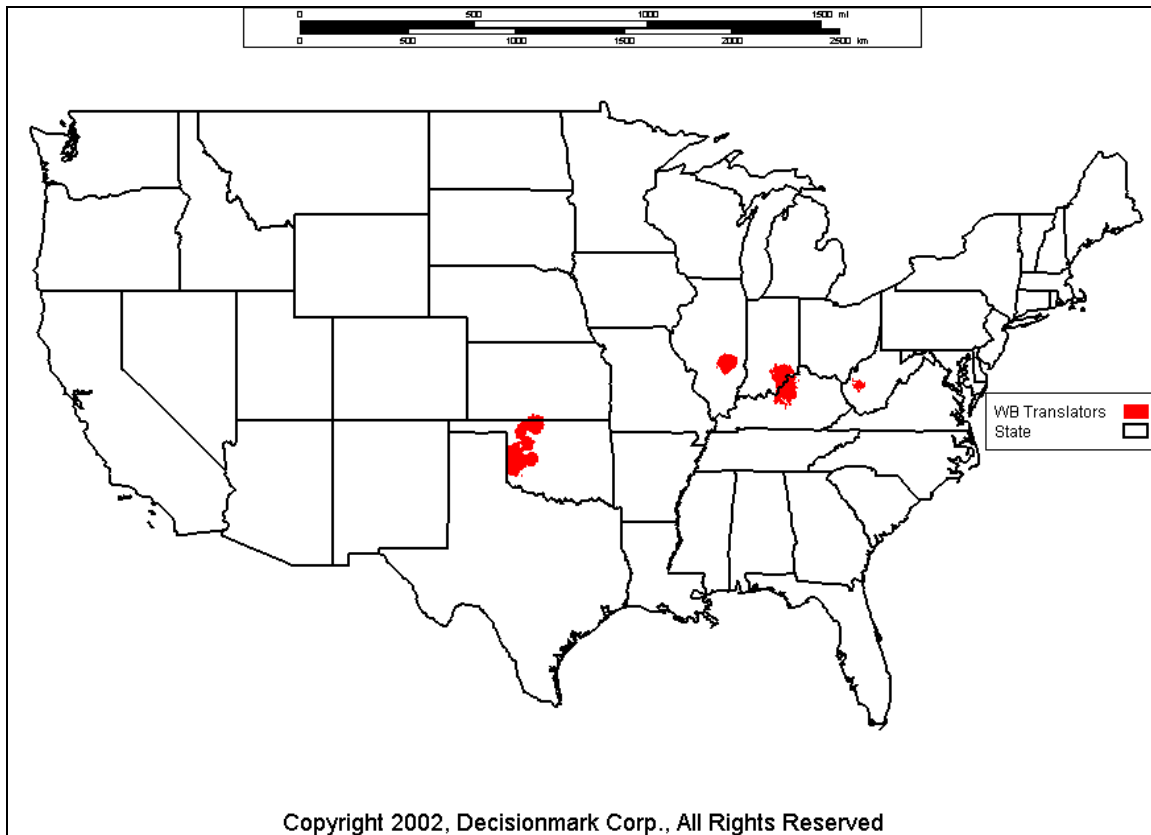 0 500 1000 1500 mi
0 500 1000 1500 2000 2500 km
WB Translators
State
Copyright 2002, Decisionmark Corp., All Rights Reserved